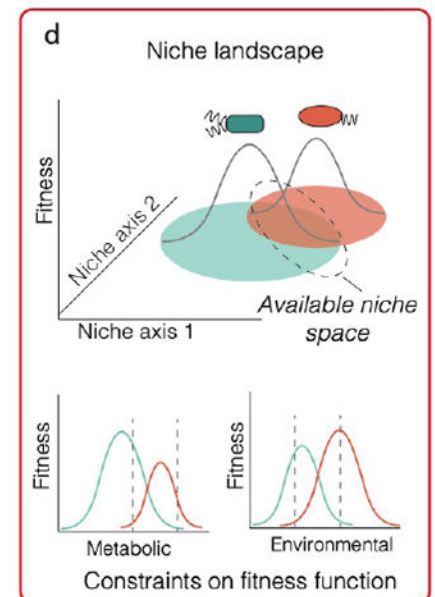 d
Niche landscape
Fitness
Niche axis 2
Niche axis 1
Available niche
space
Fitness
Metabolic
Fitness
Environmental
Constraints on fitness function